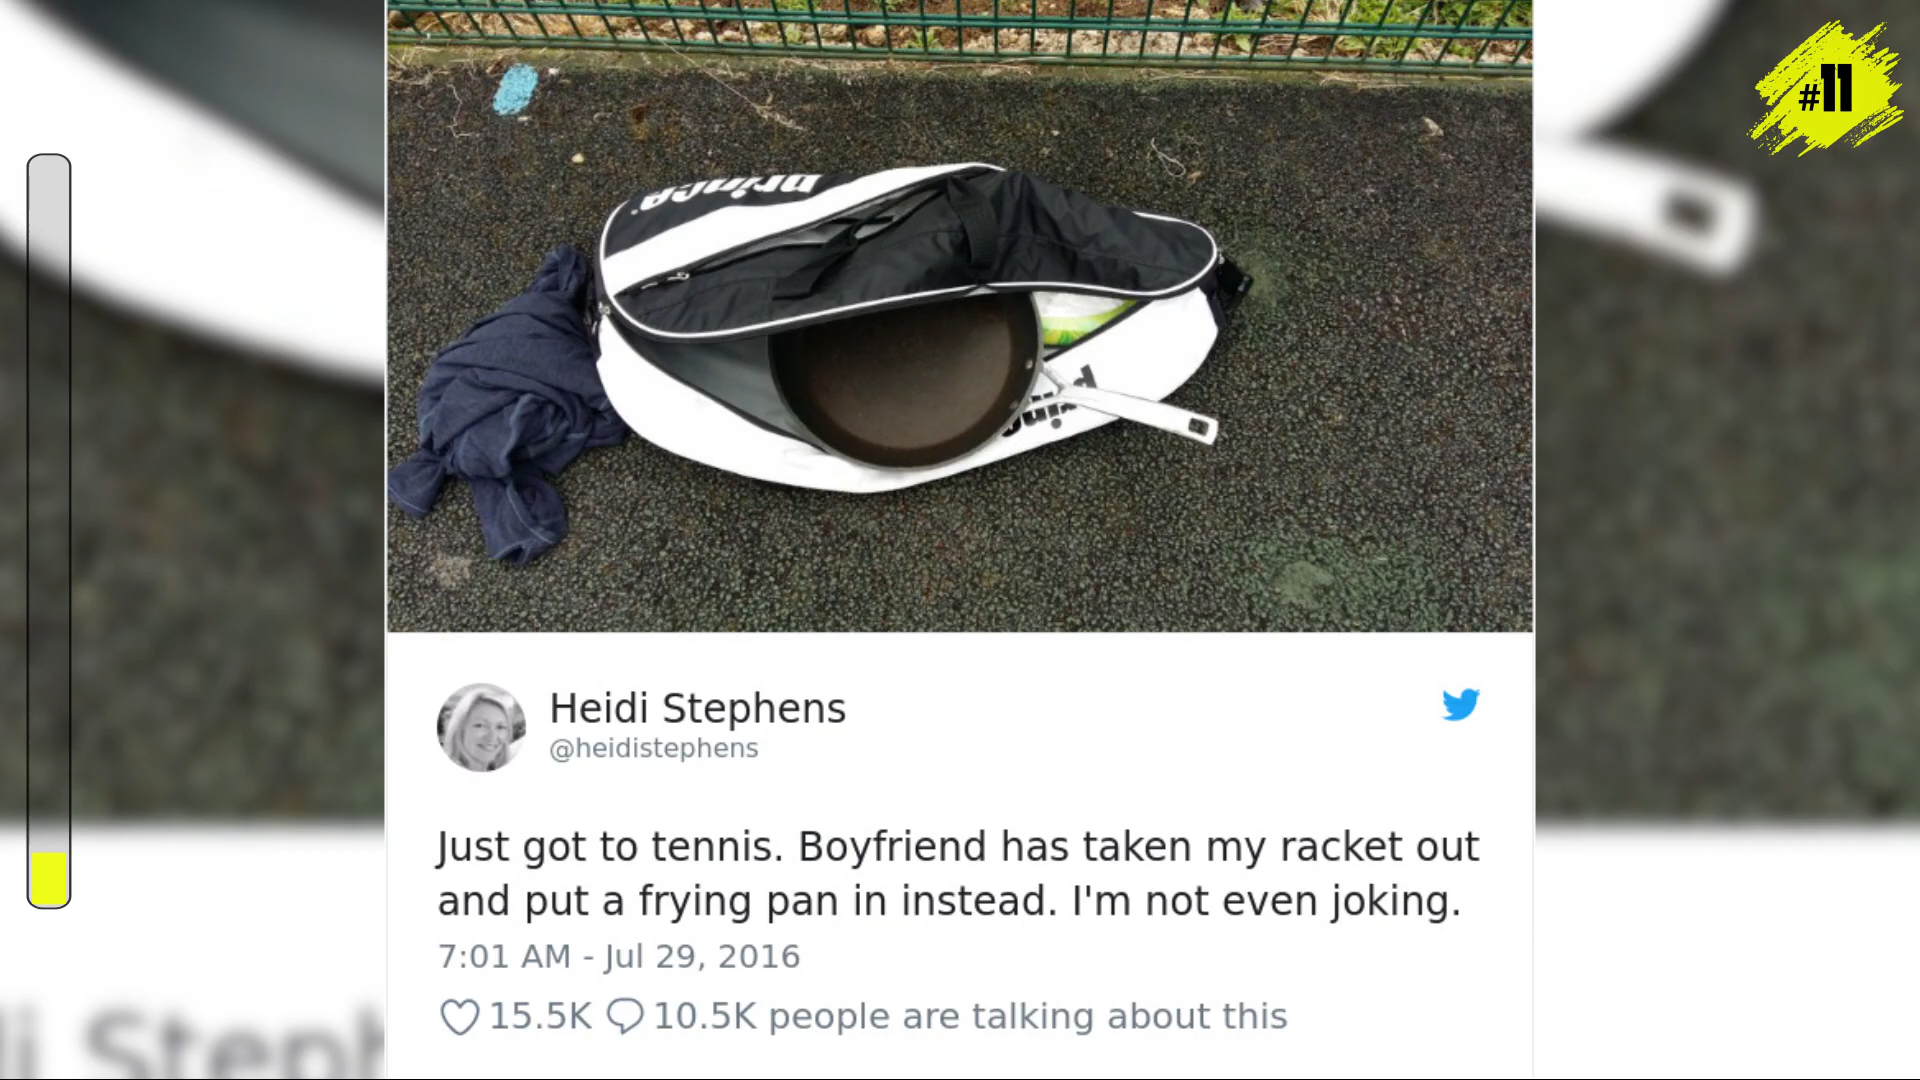 #11
prince
Heidi Stephens
@heidistephens
Just got to tennis. Boyfriend has taken my racket out
and put a frying pan in instead. I'm not even joking.
7:01 AM - Jul 29, 2016
15.5K 10.5K people are talking about this